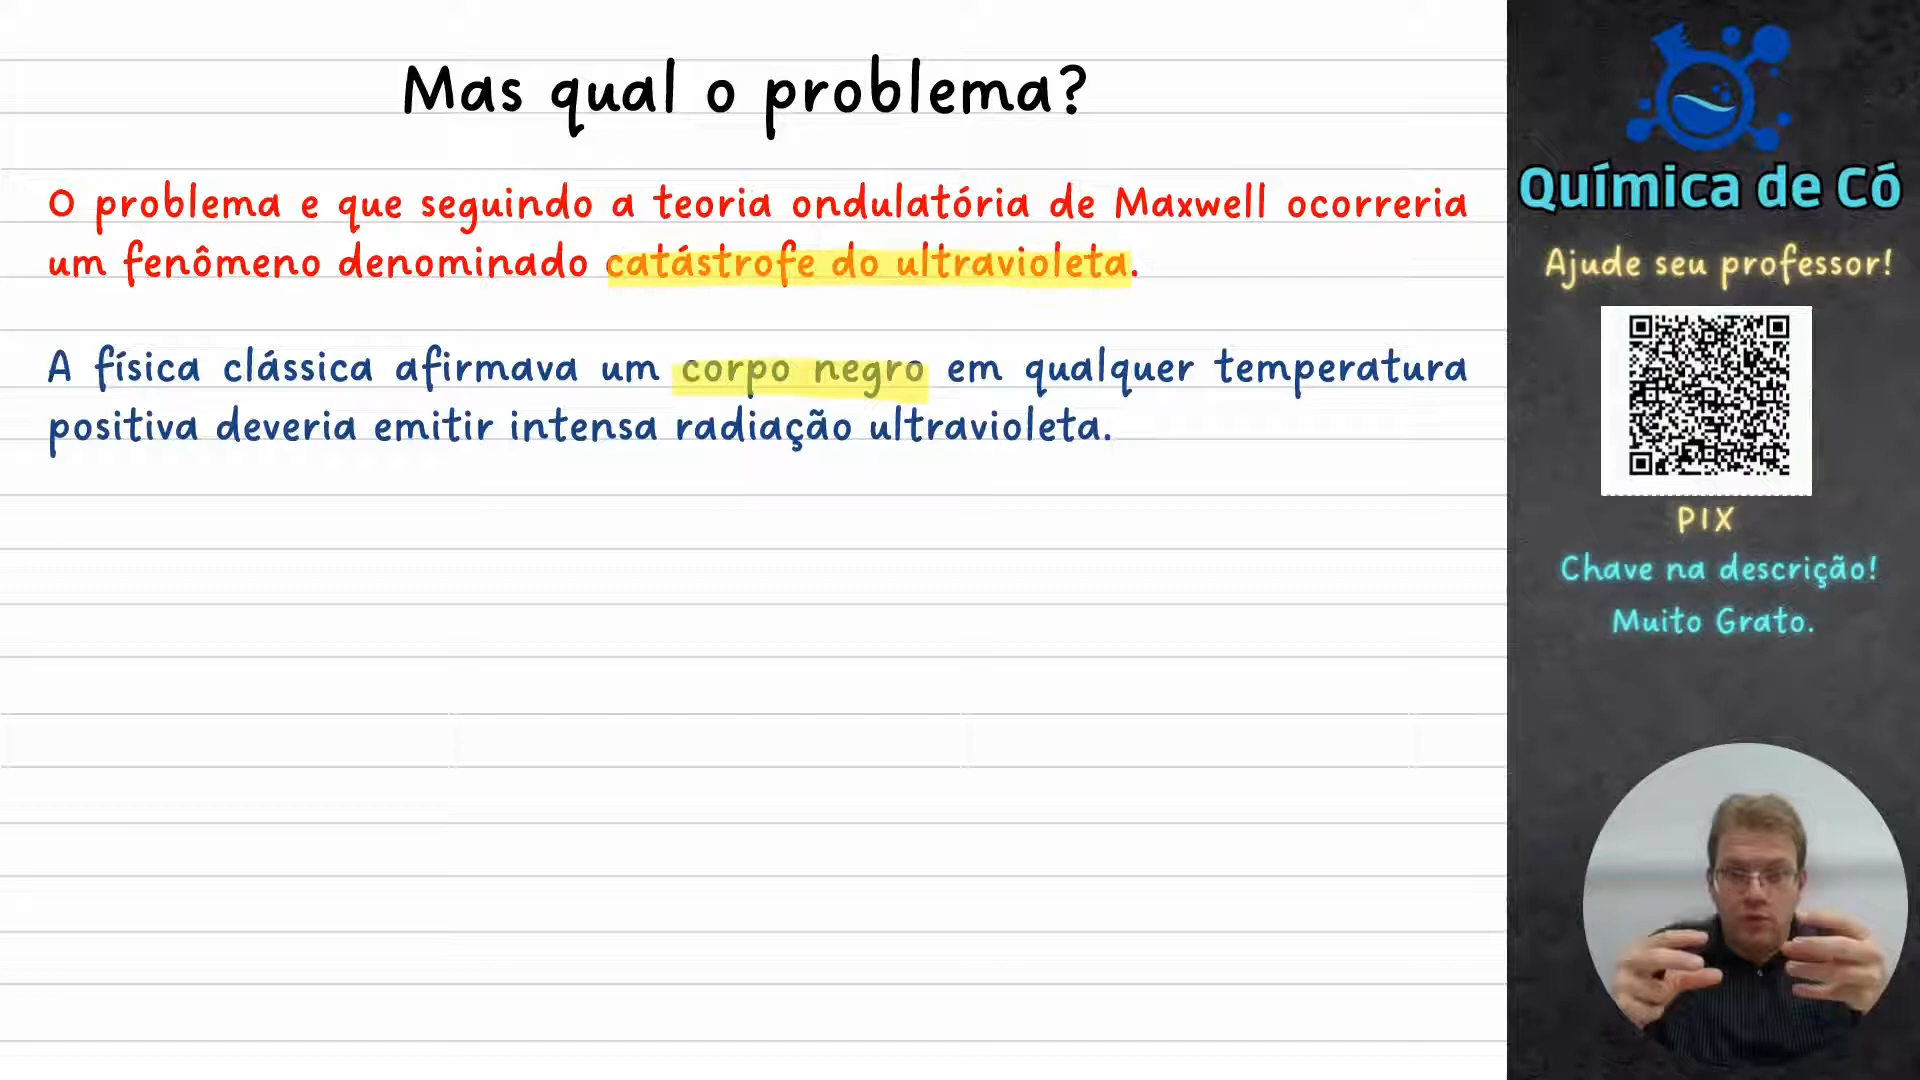 Mas qual o problema?
O problema e que seguindo a teoria ondulatória de Maxwell ocorreria
um fenômeno denominado catástrofe do ultravioleta.
A física clássica afirmava um corpo negro em qualquer temperatura
positiva deveria emitir intensa radiação ultravioleta.
Química de Có
Ajude seu professor!
PIX
Chave na descrição!
Muito Grato.